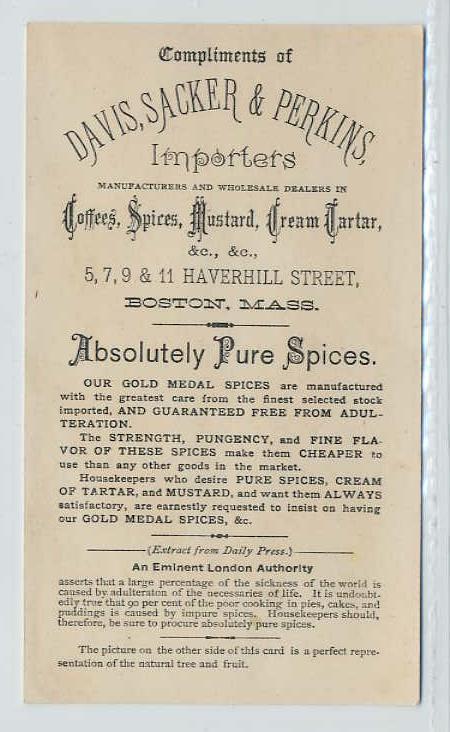 Compliments of
DAVIS, SACKER & PERKINS,
Importers
MANUFACTURERS AND WHOLESALE DEALERS IN
Coffees, Spices, Mustard, Cream Tartar,
&c., &c.,
5, 7, 9 & 11 HAVERHILL STREET,
BOSTON, MASS.
Absolutely Pure Spices.
OUR GOLD MEDAL SPICES are manufactured
with the greatest care from the finest selected stock
imported, AND GUARANTEED FREE FROM ADUL-
TERATION.
The STRENGTH, PUNGENCY, and FINE FLA-
VOR OF THESE SPICES make them CHEAPER to
use than any other goods in the market.
Housekeepers who desire PURE SPICES, CREAM
OF TARTAR, and MUSTARD, and want them ALWAYS
satisfactory, are earnestly requested to insist on having
our GOLD MEDAL SPICES, &c.
(Extract from Daily Press.)
An Eminent London Authority
asserts that a large percentage of the sickness of the world is
caused by adulteraton of the necessaries of life. It is undoubt-
edly true that 90 per cent of the poor cooking in pies, cakes, and
puddings is caused by impure spices. Housekeepers should,
therefore, be sure to procure absolutely pure spices.
The picture on the other side of this card is a perfect repre-
sentation of the natural tree and fruit.